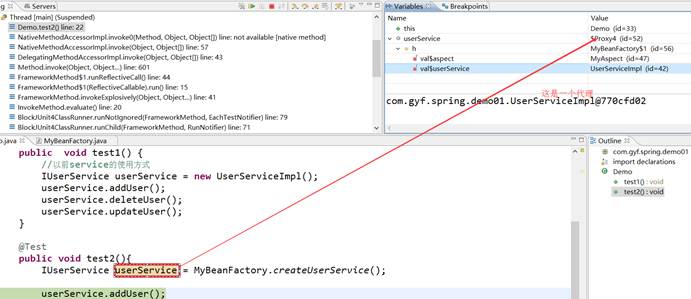 Servers
Thread [main] (Suspended)
Demo.test2() line: 22
NativeMethodAccessorImpl.invoke0(Method, Object, Object[]) line: not available [native method]
NativeMethodAccessorImpl.invoke(Object, Object[]) line: 57
DelegatingMethodAccessorImpl.invoke(Object, Object[]) line: 43
Method.invoke(Object, Object...) line: 601
FrameworkMethod$1.runReflectiveCall() line: 44
FrameworkMethod$1(ReflectiveCallable).run() line: 15
FrameworkMethod.invokeExplosively(Object, Object...) line: 41
InvokeMethod.evaluate() line: 20
BlockJUnit4ClassRunner.runNotIgnored(FrameworkMethod, EachTestNotifier) line: 79
BlockJUnit4ClassRunner.runChild(FrameworkMethod, RunNotifier) line: 71
Variables
Breakpoints
Name
Value
this
Demo (id=33)
userService
$Proxy4 (id=52)
h
MyBeanFactory$1 (id=56)
val$aspect
MyAspect (id=47)
val$userService
UserServiceImpl (id=42)
这是一个代理
com.gyf.spring.demo01.UserServiceImpl@770cfd02
o.java
MyBeanFactory.java
public void test1() {
//以前service的使用方式
IUserService userService = new UserServiceImpl();
userService.addUser();
userService.deleteUser();
userService.updateUser();
}
@Test
public void test2(){
IUserService userService = MyBeanFactory.createUserService();
userService.addUser();
Outline
com.gyf.spring.demo01
import declarations
Demo
test1() : void
test2() : void